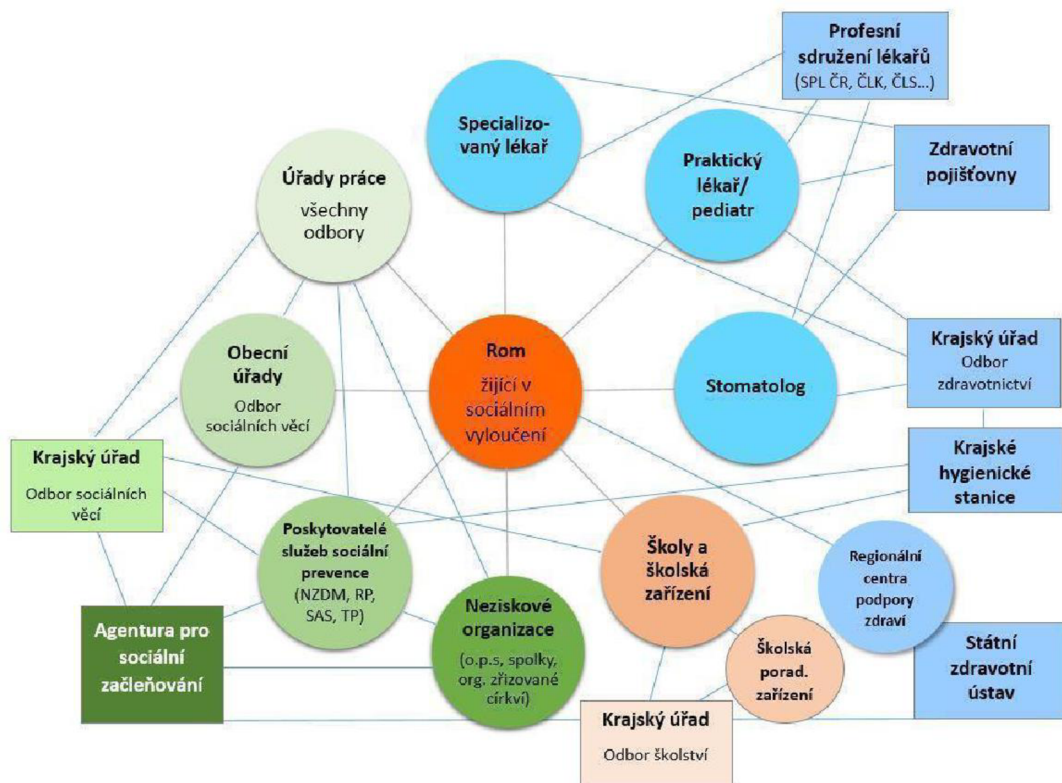 Profesní
sdružení lékařů
(SPL ČR, ČLK, ČLS...)
Specializo-
vaný lékař
Praktický
lékař/
pediatr
Zdravotní
pojišťovny
Úřady práce
všechny
odbory
Obecní
úřady
Odbor
sociálních věcí
Rom
žijící v
sociálním
vyloučení
Stomatolog
Krajský úřad
Odbor
zdravotnictví
Krajský úřad
Odbor sociálních
věcí
Krajské
hygienické
stanice
Poskytovatelé
služeb sociální
prevence
(NZDM, RP,
SAS, TP)
Školy a
školská
zařízení
Regionální
centra
podpory
zdraví
Agentura pro
sociální
začleňování
Neziskové
organizace
(o.p.s, spolky,
org. zřizované
církví)
Školská
porad.
zařízení
Státní
zdravotní
ústav
Krajský úřad
Odbor školství